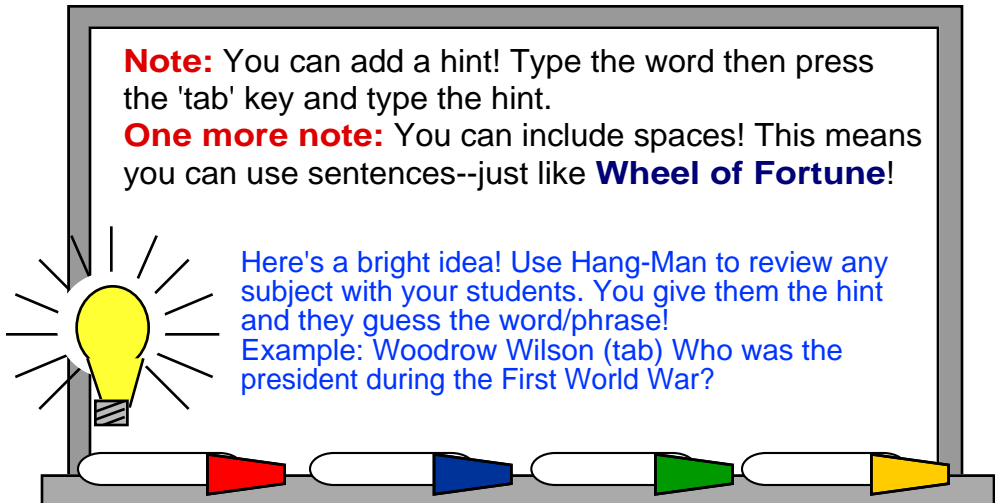 Note: You can add a hint! Type the word then press
the 'tab' key and type the hint.
One more note: You can include spaces! This means
you can use sentences--just like Wheel of Fortune!
Here's a bright idea! Use Hang-Man to review any
subject with your students. You give them the hint
and they guess the word/phrase!
Example: Woodrow Wilson (tab) Who was the
president during the First World War?